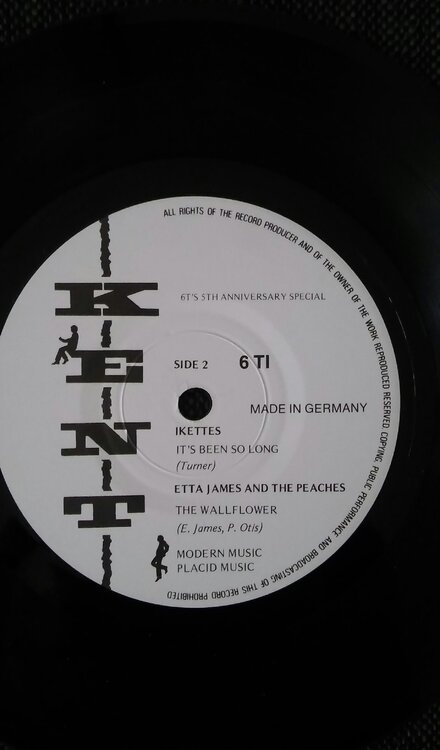 ALL RIGHTS OF THE RECORD PRODUCER AND OF THE OWNER OF THE WORK REPRODUCED RESERVED. COPYING, PUBLIC PERFORMANCE AND BROADCASTING OF THIS RECORD PROHIBITED
KENT
6T'S 5TH ANNIVERSARY SPECIAL
SIDE 2 6 TI
MADE IN GERMANY
IKETTES
IT'S BEEN SO LONG
(Turner)
ETTA JAMES AND THE PEACHES
THE WALLFLOWER
(E. James, P. Otis)
MODERN MUSIC
PLACID MUSIC